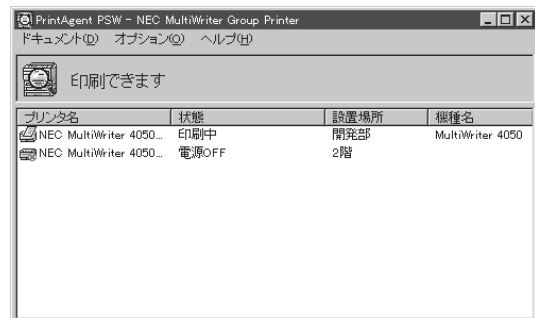 PrintAgent PSW - NEC MultiWriter Group Printer
ドキュメント(D) オプション(O) ヘルプ(H)
印刷できます
プリンタ名 状態 設置場所 機種名
NEC MultiWriter 4050... 印刷中 開発部 MultiWriter 4050
NEC MultiWriter 4050... 電源OFF 2階